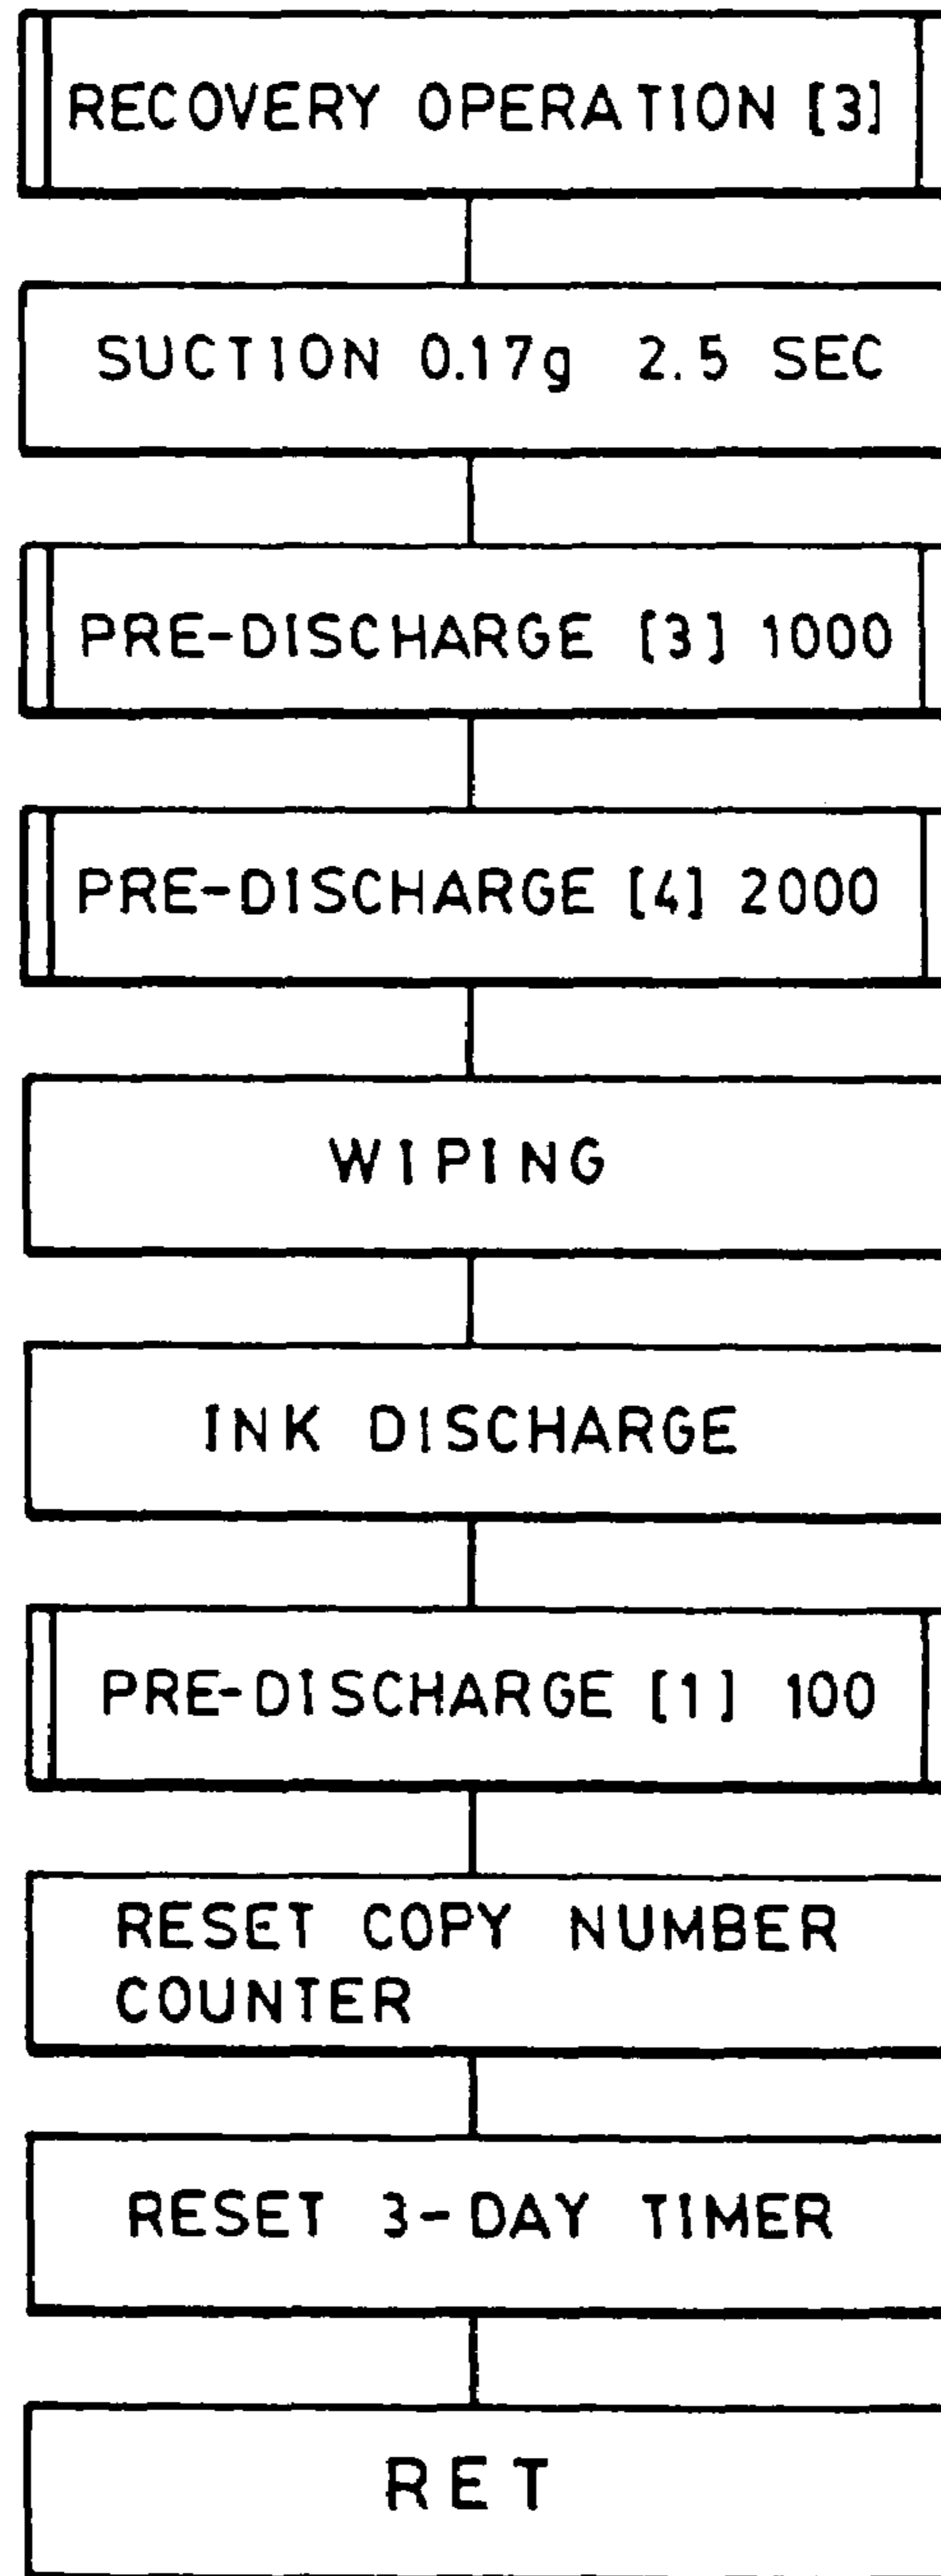 RECOVERY OPERATION [3]
SUCTION 0.17g 2.5 SEC
PRE-DISCHARGE [3] 1000
PRE-DISCHARGE [4] 2000
WIPING
INK DISCHARGE
PRE-DISCHARGE [1] 100
RESET COPY NUMBER
COUNTER
RESET 3-DAY TIMER
RET